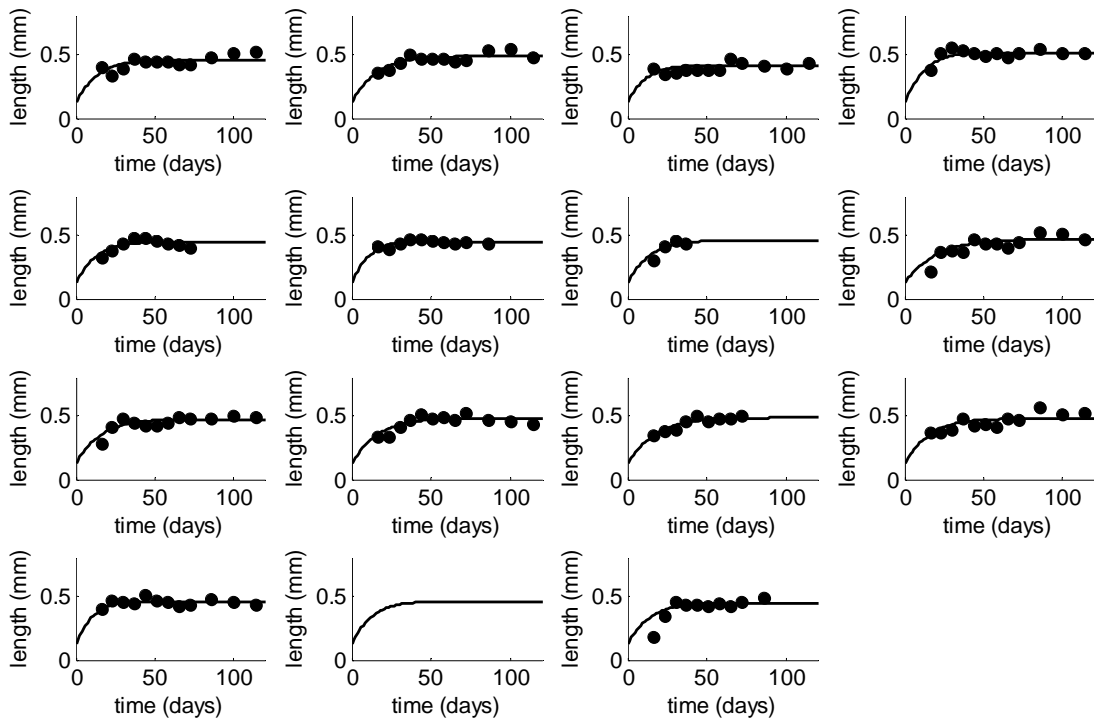 length (mm) length (mm) length (mm) length (mm)
0.5 0.5 0.5 0.5
0 0 0 0
0 50 100 0 50 100 0 50 100 0 50 100
time (days) time (days) time (days) time (days)
length (mm) length (mm) length (mm) length (mm)
0.5 0.5 0.5 0.5
0 0 0 0
0 50 100 0 50 100 0 50 100 0 50 100
time (days) time (days) time (days) time (days)
length (mm) length (mm) length (mm) length (mm)
0.5 0.5 0.5 0.5
0 0 0 0
0 50 100 0 50 100 0 50 100 0 50 100
time (days) time (days) time (days) time (days)
length (mm) length (mm) length (mm)
0.5 0.5 0.5
0 0 0
0 50 100 0 50 100 0 50 100
time (days) time (days) time (days)